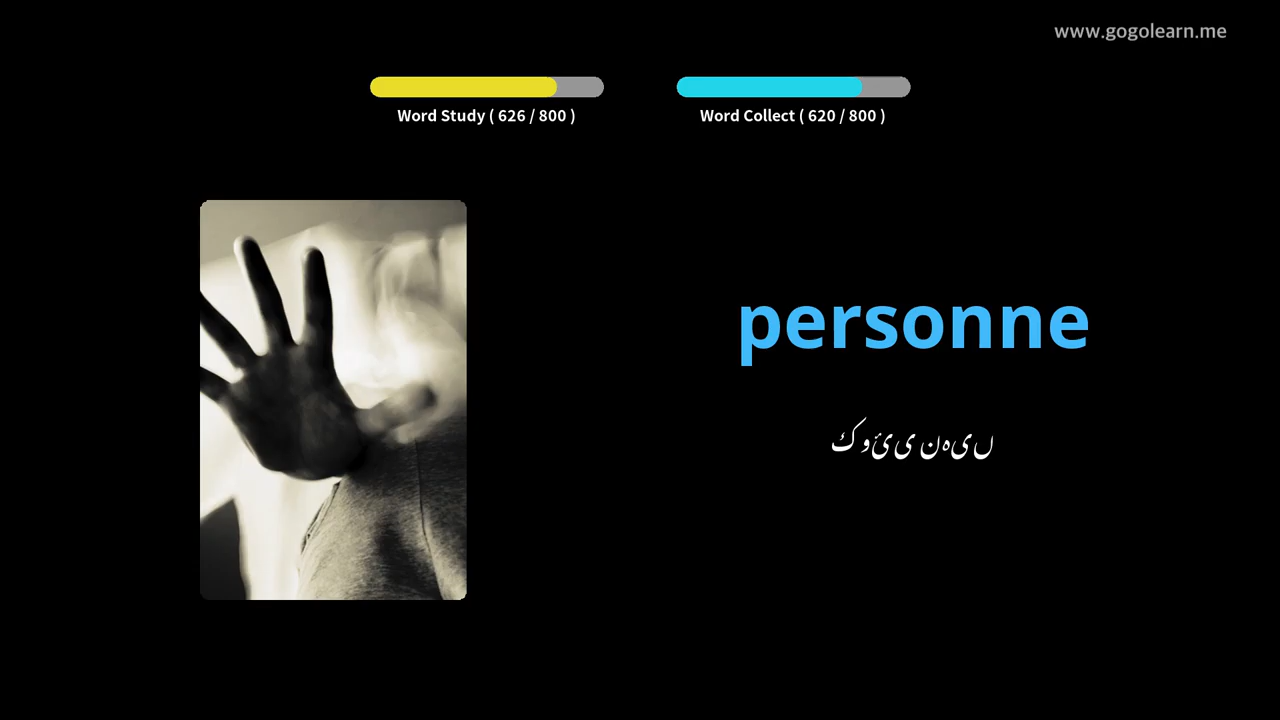 www.gogolearn.me
Word Study ( 626 / 800 )
Word Collect ( 620 / 800 )
personne
کوئی نہیں